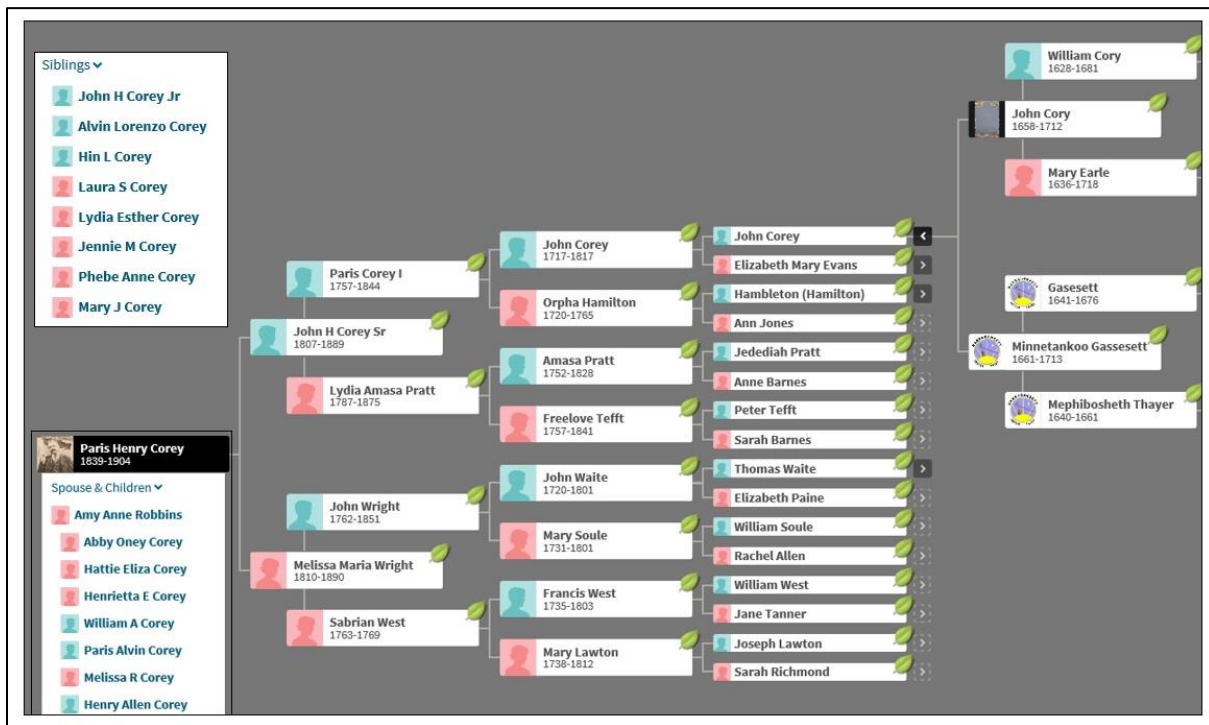 Siblings
John H Corey Jr
Alvin Lorenzo Corey
Hin L Corey
Laura S Corey
Lydia Esther Corey
Jennie M Corey
Phebe Anne Corey
Mary J Corey
Paris Henry Corey
1839-1904
Spouse & Children
Amy Anne Robbins
Abby Oney Corey
Hattie Eliza Corey
Henrietta E Corey
William A Corey
Paris Alvin Corey
Melissa R Corey
Henry Allen Corey
Paris Corey I
1757-1844
John H Corey Sr
1807-1889
Lydia Amasa Pratt
1787-1875
John Wright
1762-1851
Melissa Maria Wright
1810-1890
Sabrian West
1763-1769
John Corey
1717-1817
Orpha Hamilton
1720-1765
Amasa Pratt
1752-1828
Freelove Tefft
1757-1841
John Waite
1720-1801
Mary Soule
1731-1801
Francis West
1735-1803
Mary Lawton
1738-1812
John Corey
Elizabeth Mary Evans
Hambleton (Hamilton)
Ann Jones
Jedediah Pratt
Anne Barnes
Peter Tefft
Sarah Barnes
Thomas Waite
Elizabeth Paine
William Soule
Rachel Allen
William West
Jane Tanner
Joseph Lawton
Sarah Richmond
William Cory
1628-1681
John Cory
1658-1712
Mary Earle
1636-1718
Gasesett
1641-1676
Minnetankoo Gassesett
1661-1713
Mephibosheth Thayer
1640-1661